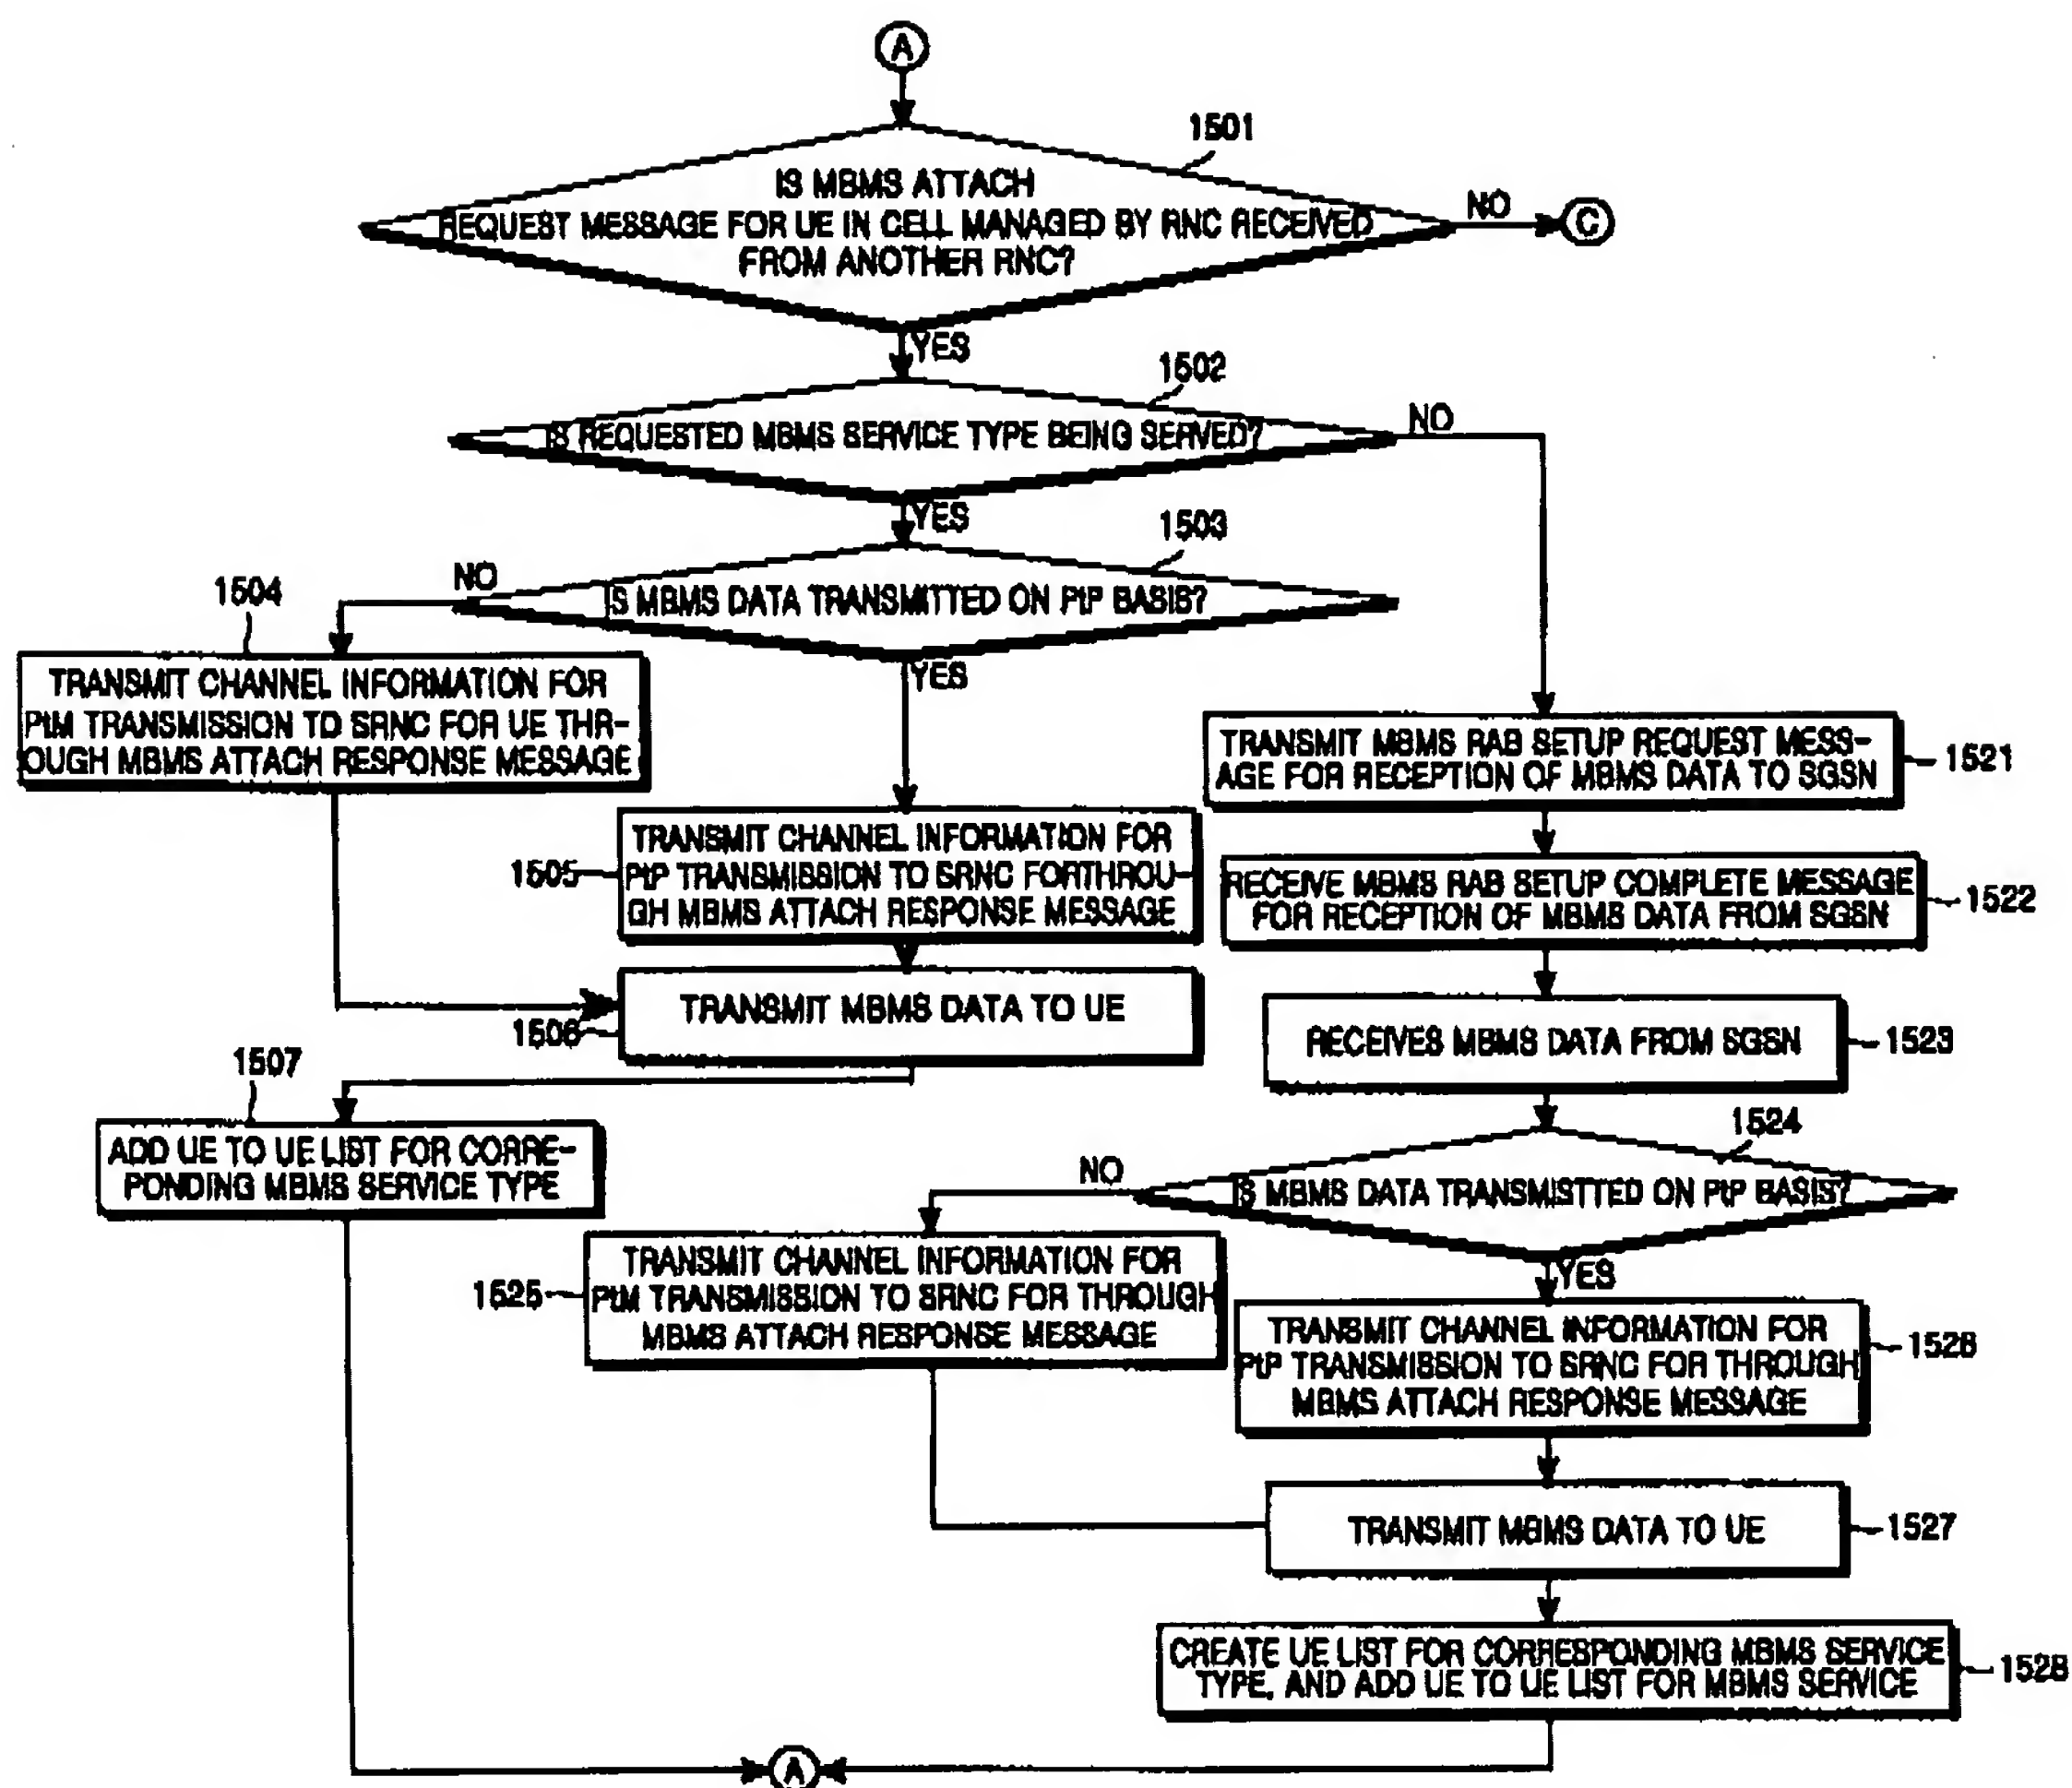 A
1501
IS MBMS ATTACH
REQUEST MESSAGE FOR UE IN CELL MANAGED BY RNC RECEIVED
FROM ANOTHER RNC?
NO
C
YES
1502
IS REQUESTED MBMS SERVICE TYPE BEING SERVED?
NO
YES
1503
IS MBMS DATA TRANSMITTED ON PtP BASIS?
NO
YES
1504
TRANSMIT CHANNEL INFORMATION FOR
PtM TRANSMISSION TO SRNC FOR UE THR-
OUGH MBMS ATTACH RESPONSE MESSAGE
TRANSMIT MBMS RAB SETUP REQUEST MESS-
AGE FOR RECEPTION OF MBMS DATA TO SGSN
1521
1505
TRANSMIT CHANNEL INFORMATION FOR
PtP TRANSMISSION TO SRNC FORTHROU-
GH MBMS ATTACH RESPONSE MESSAGE
RECEIVE MBMS RAB SETUP COMPLETE MESSAGE
FOR RECEPTION OF MBMS DATA FROM SGSN
1522
TRANSMIT MBMS DATA TO UE
1506
RECEIVES MBMS DATA FROM SGSN
1523
1507
ADD UE TO UE LIST FOR CORRE-
PONDING MBMS SERVICE TYPE
1524
IS MBMS DATA TRANSMISTTED ON PtP BASIS?
NO
YES
1525
TRANSMIT CHANNEL INFORMATION FOR
PtM TRANSMISSION TO SRNC FOR THROUGH
MBMS ATTACH RESPONSE MESSAGE
TRANSMIT CHANNEL INFORMATION FOR
PtP TRANSMISSION TO SRNC FOR THROUGH
MBMS ATTACH RESPONSE MESSAGE
1526
TRANSMIT MBMS DATA TO UE
1527
CREATE UE LIST FOR CORRESPONDING MBMS SERVICE
TYPE, AND ADD UE TO UE LIST FOR MBMS SERVICE
1528
A